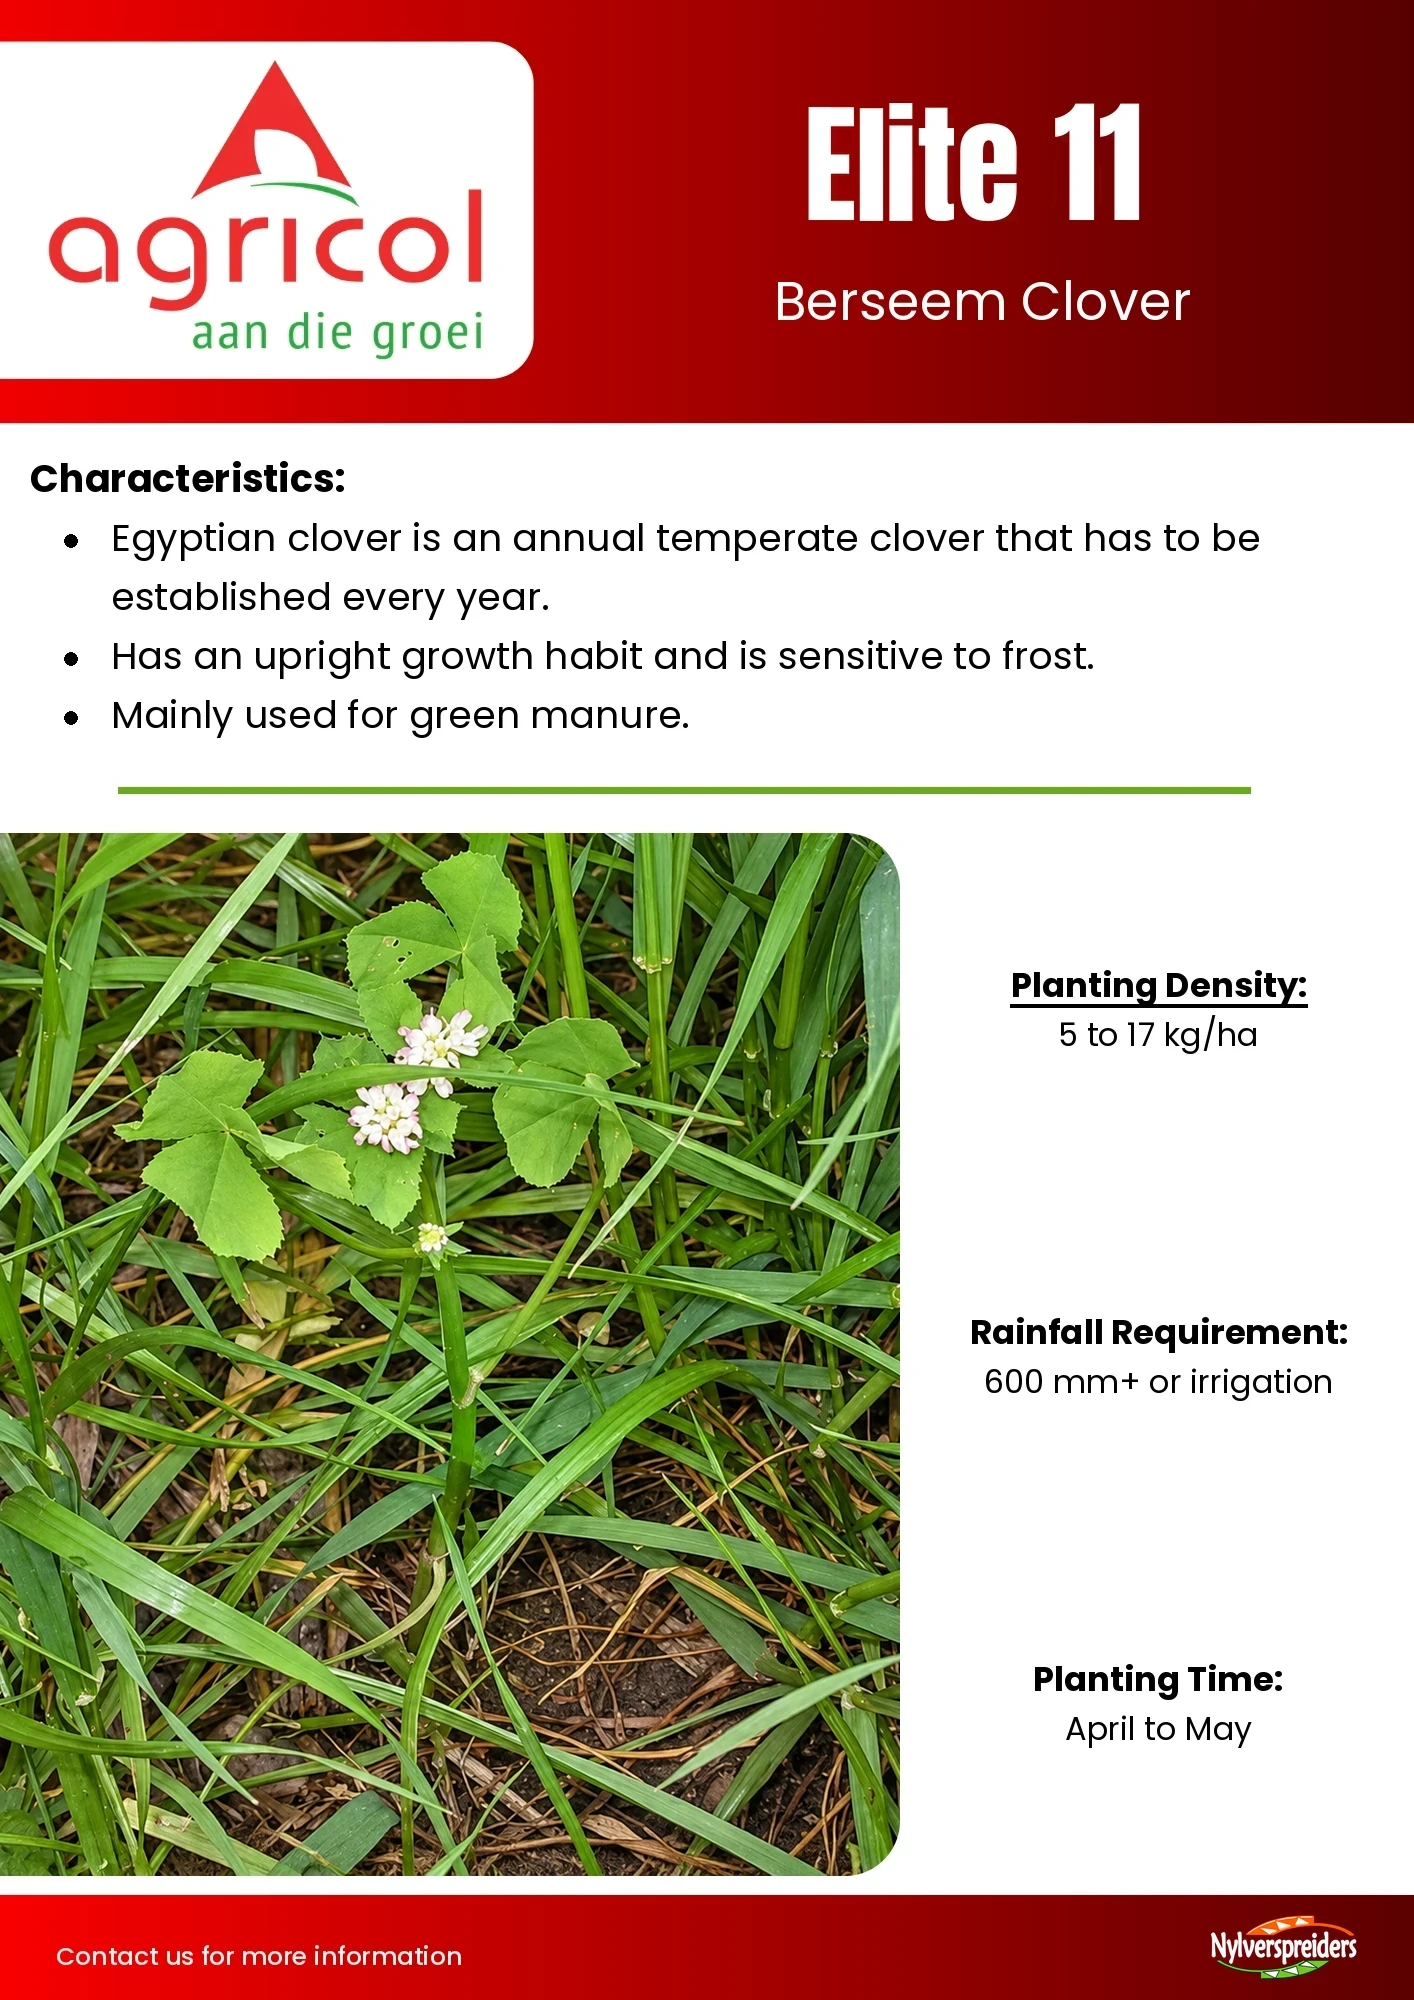 agricol
aan die groei
Elite 11
Berseem Clover
Characteristics:
• Egyptian clover is an annual temperate clover that has to be
established every year.
• Has an upright growth habit and is sensitive to frost.
• Mainly used for green manure.
Planting Density:
5 to 17 kg/ha
Rainfall Requirement:
600 mm+ or irrigation
Planting Time:
April to May
Contact us for more information
Nylverspreiders